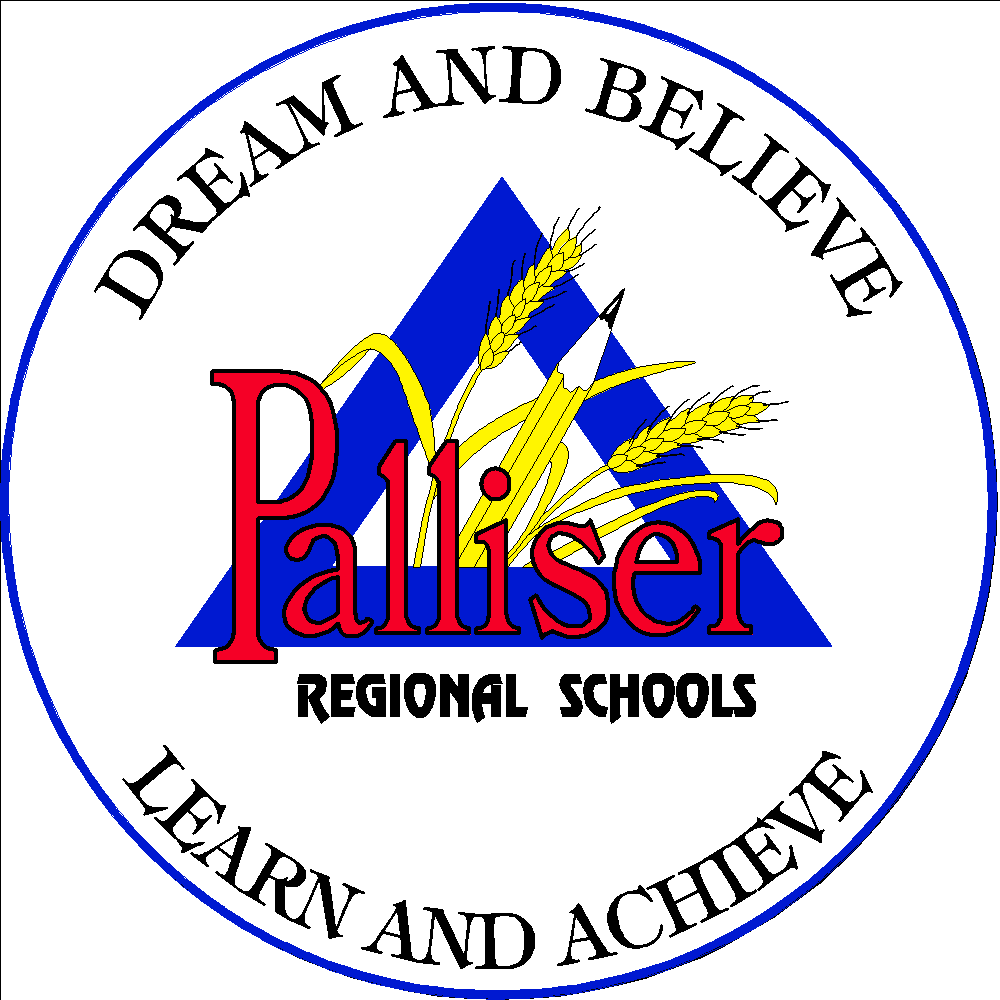 DREAM AND BELIEVE
Palliser
REGIONAL SCHOOLS
LEARN AND ACHIEVE